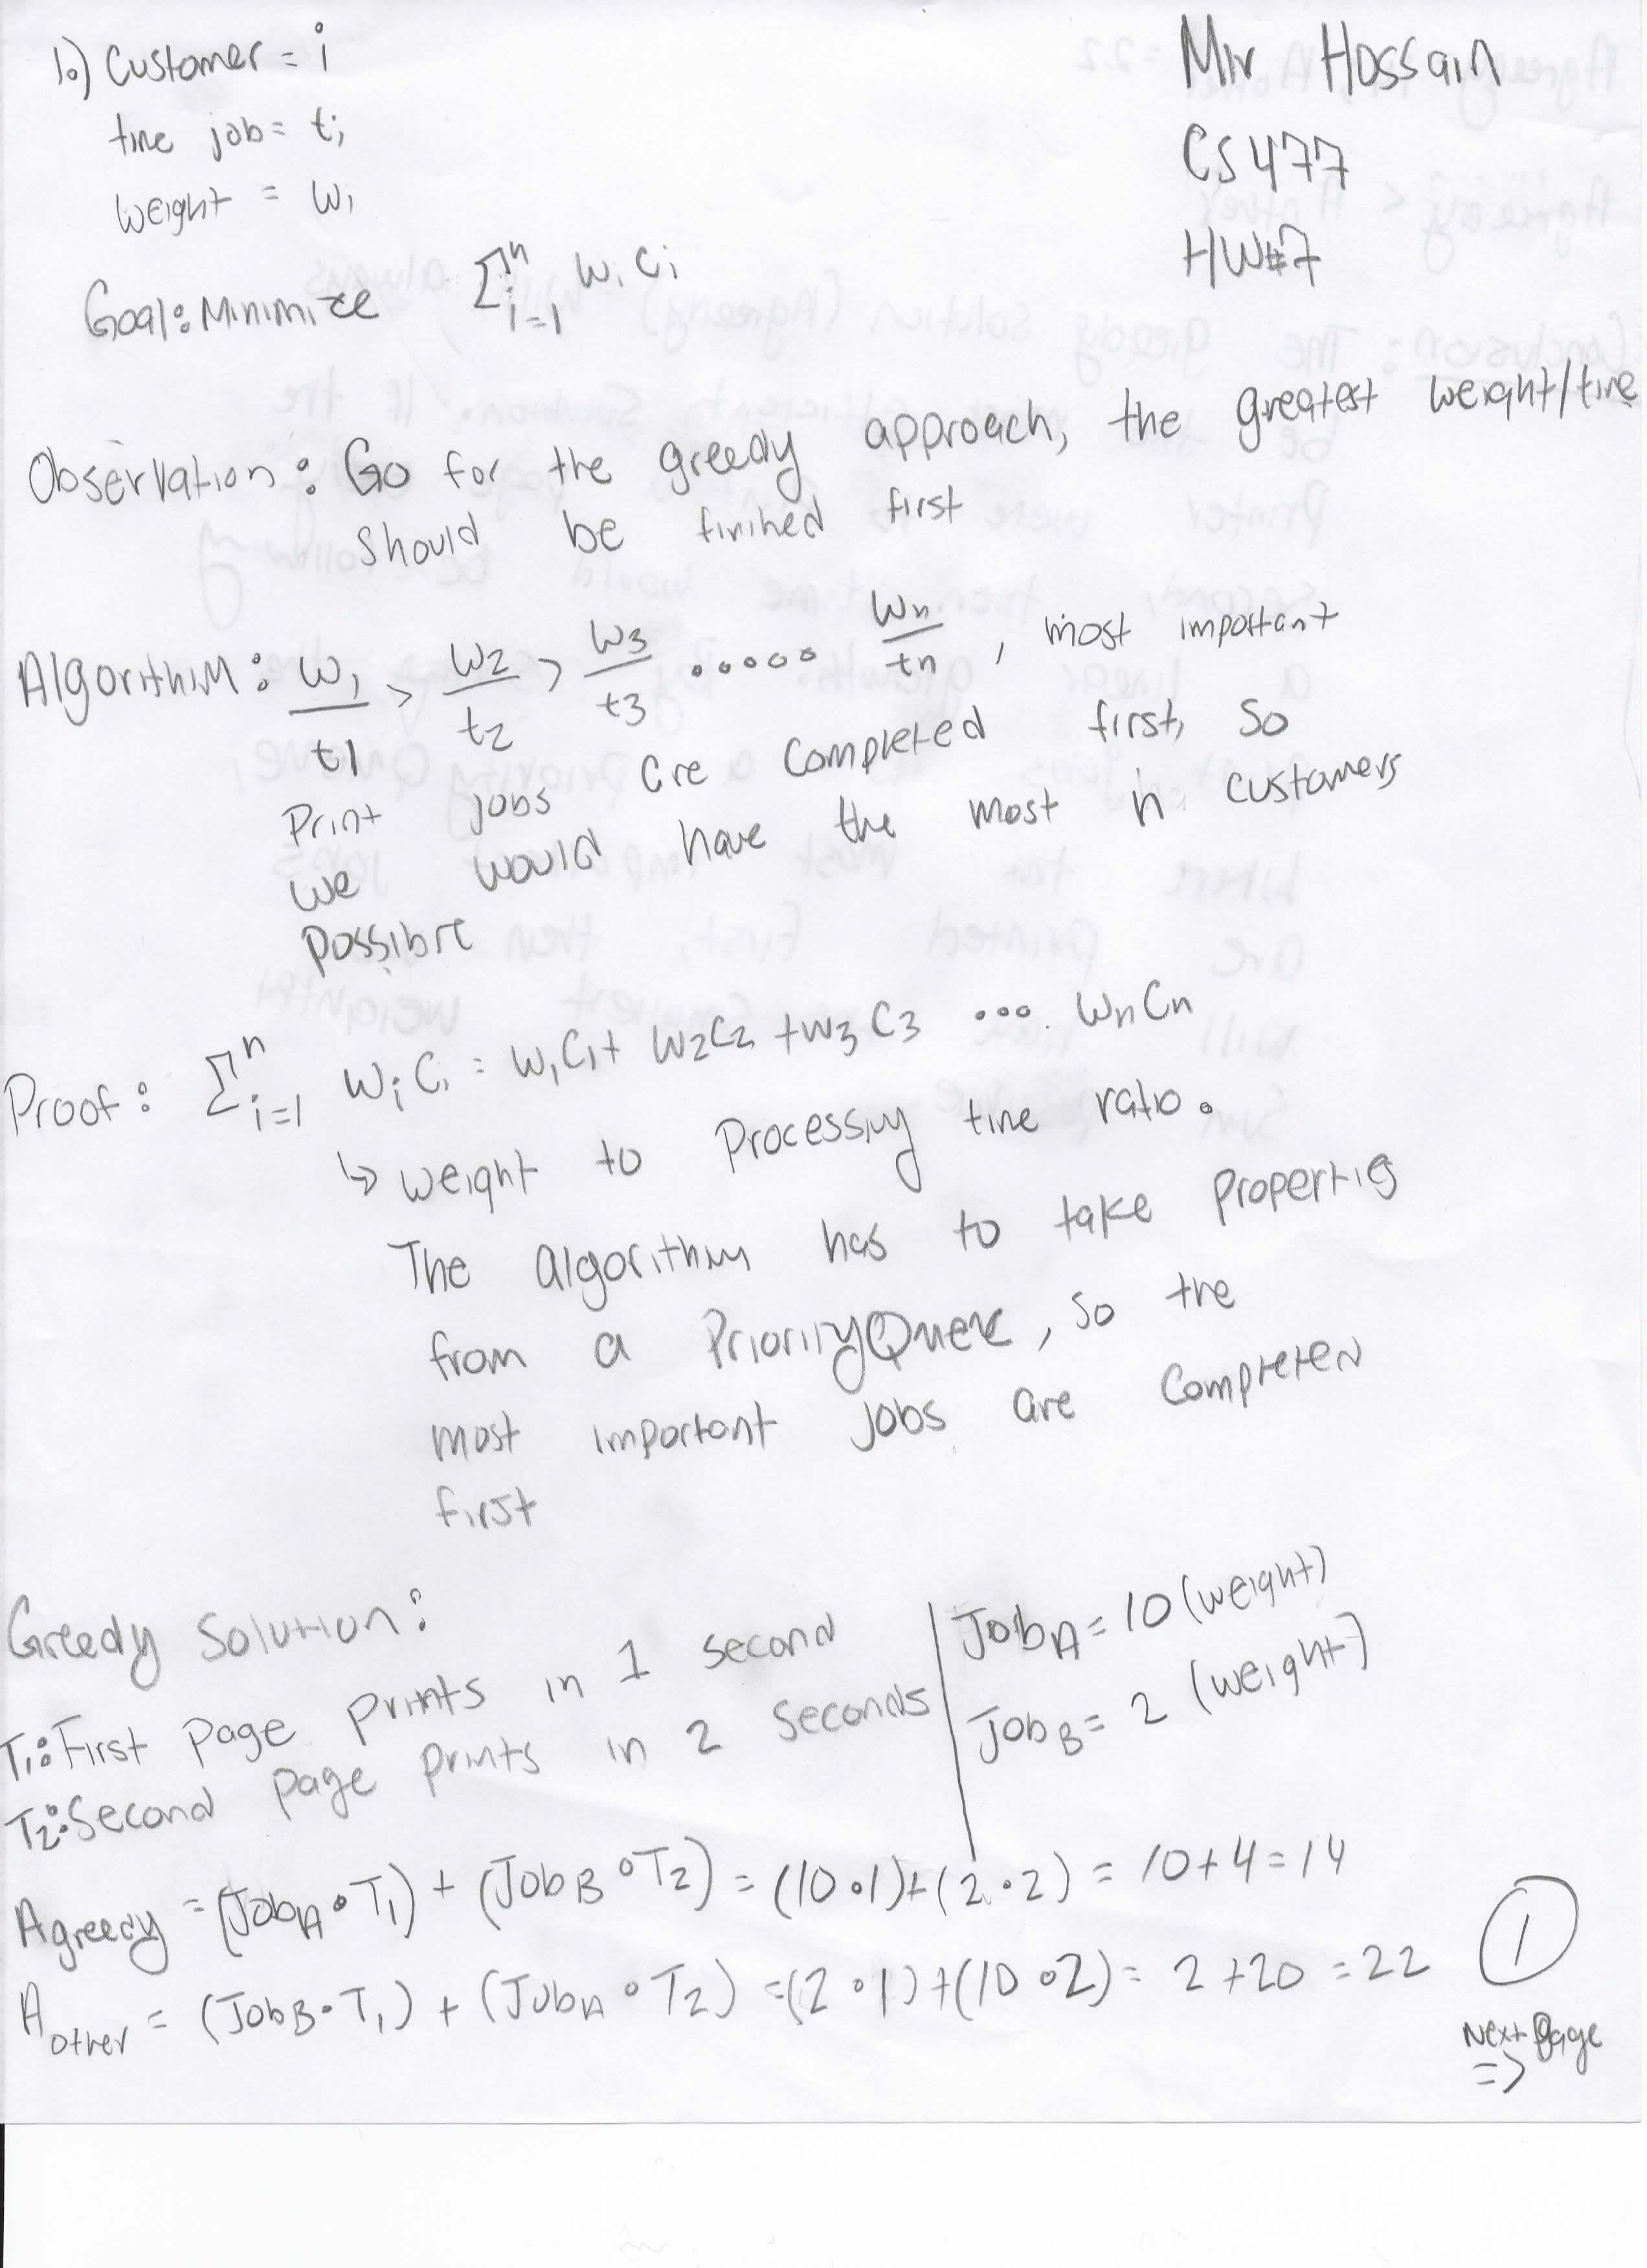 1.) Customer = i
Mir Hossain
time job = ti
CS 477
weight = wi
HW#7
Goal: Minimize Σⁿi=1 wi ci
Observation: Go for the greedy approach, the greatest weight/time
should be finihed first
Algorithm: w1/t1 > w2/t2 > w3/t3 ..... wn/tn, most important
Print jobs are completed first, so
we would have the most n customers
possible
Proof: Σⁿi=1 wi ci = w1c1 + w2c2 + w3c3 .... wncn
↳ weight to processing time ratio.
The algorithm has to take properties
from a PriorityQueue, so the
most important jobs are completed
first
Greedy Solution:
T1: First page prints in 1 second
JobA = 10 (weight)
T2: Second page prints in 2 seconds
JobB = 2 (weight)
Agreedy = (JobA • T1) + (JobB • T2) = (10 • 1) + (2 • 2) = 10 + 4 = 14
Aother = (JobB • T1) + (JobA • T2) = (2 • 1) + (10 • 2) = 2 + 20 = 22
1
Next Page
=>